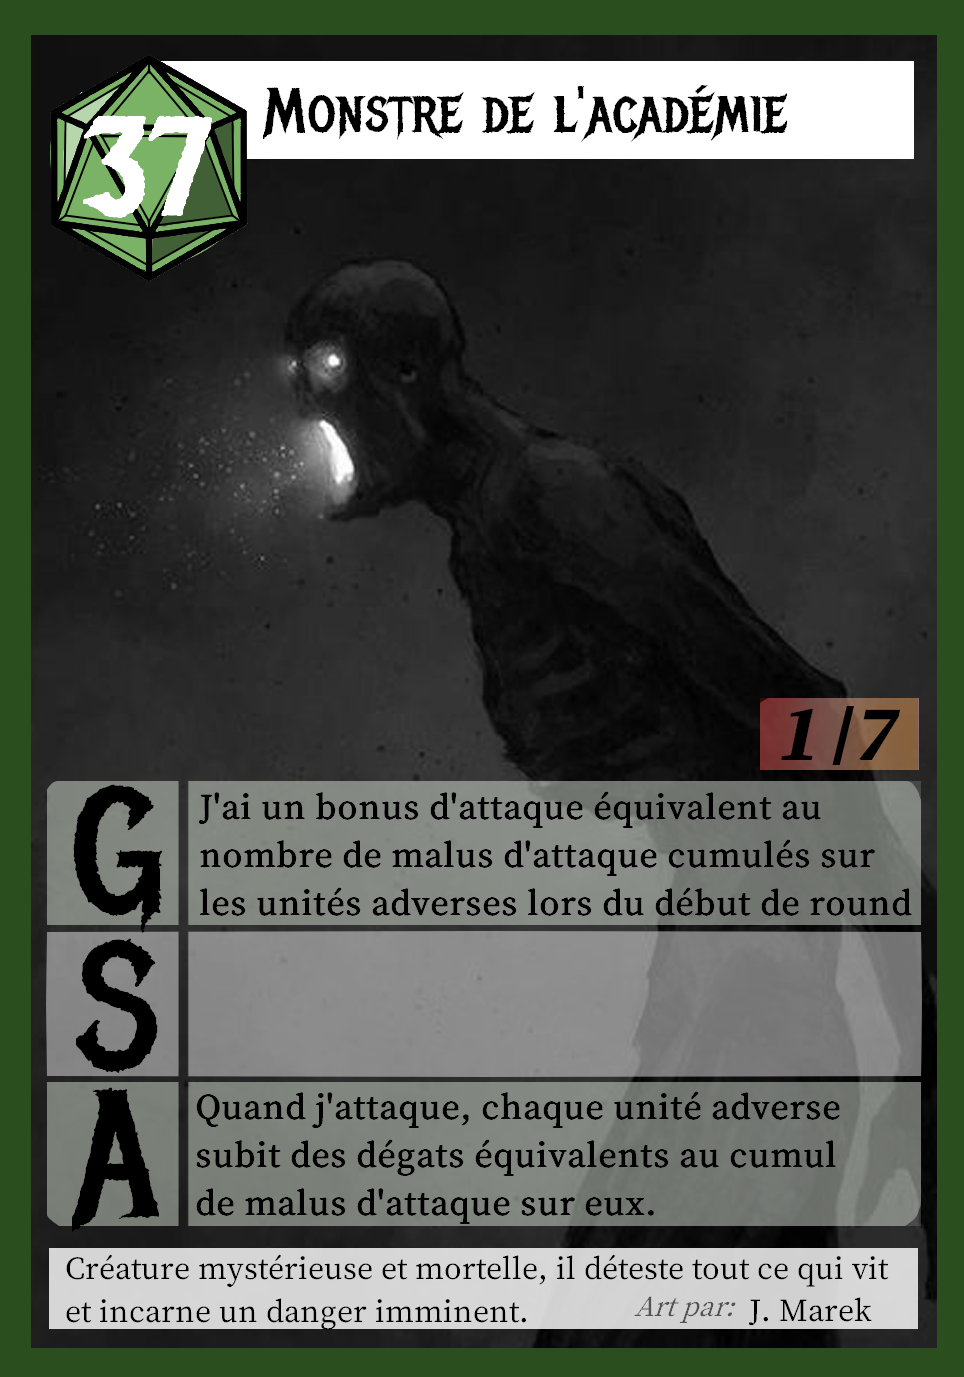 37
Monstre de l'académie
1/7
G
J'ai un bonus d'attaque équivalent au
nombre de malus d'attaque cumulés sur
les unités adverses lors du début de round
S
A
Quand j'attaque, chaque unité adverse
subit des dégats équivalents au cumul
de malus d'attaque sur eux.
Créature mystérieuse et mortelle, il déteste tout ce qui vit
et incarne un danger imminent. Art par: J. Marek